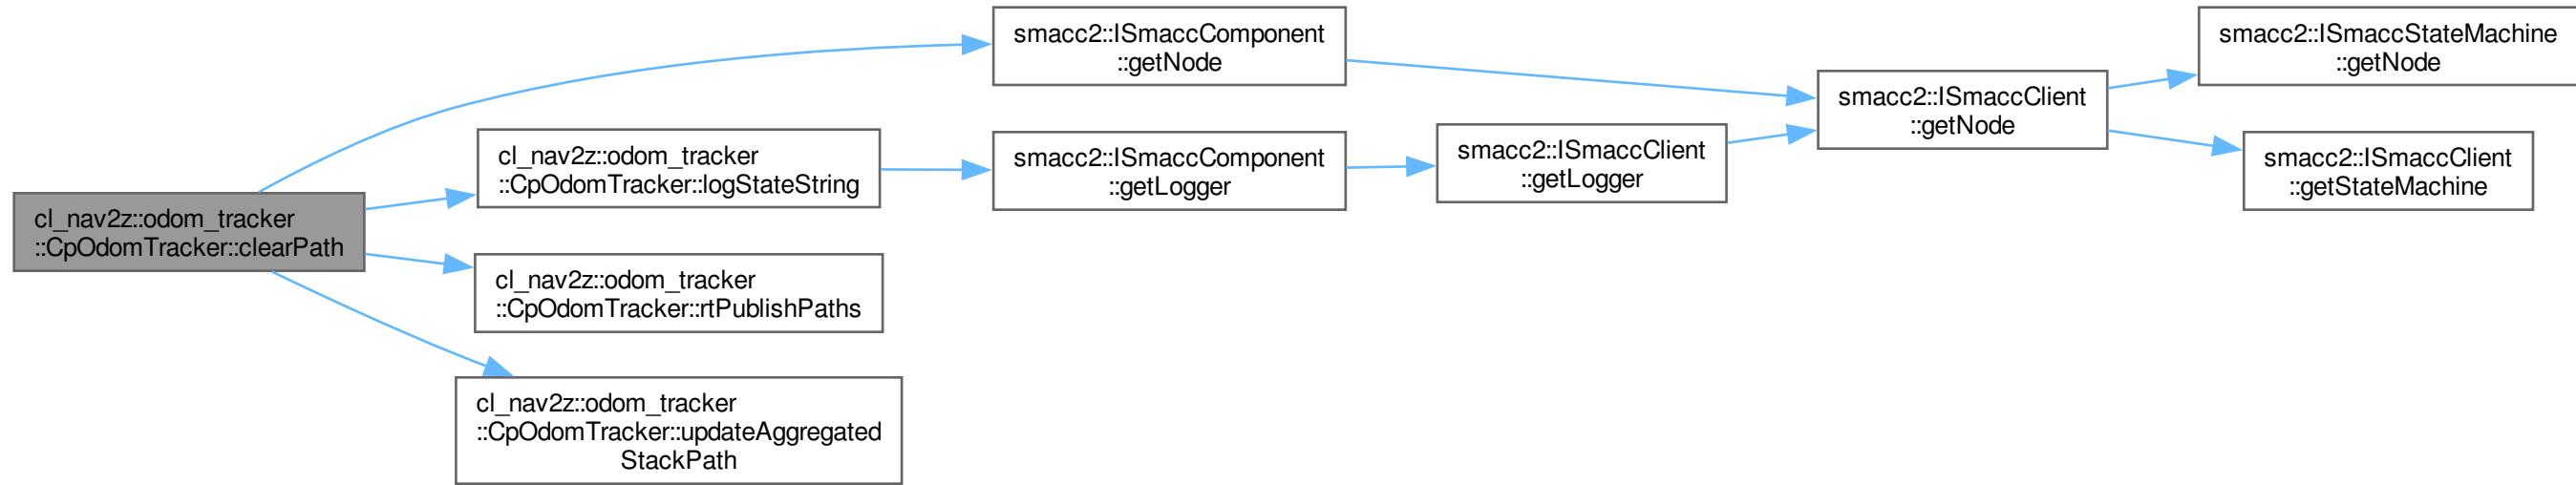 cl_nav2z::odom_tracker
::CpOdomTracker::clearPath
smacc2::ISmaccComponent
::getNode
cl_nav2z::odom_tracker
::CpOdomTracker::logStateString
cl_nav2z::odom_tracker
::CpOdomTracker::rtPublishPaths
cl_nav2z::odom_tracker
::CpOdomTracker::updateAggregated
StackPath
smacc2::ISmaccComponent
::getLogger
smacc2::ISmaccClient
::getLogger
smacc2::ISmaccClient
::getNode
smacc2::ISmaccStateMachine
::getNode
smacc2::ISmaccClient
::getStateMachine